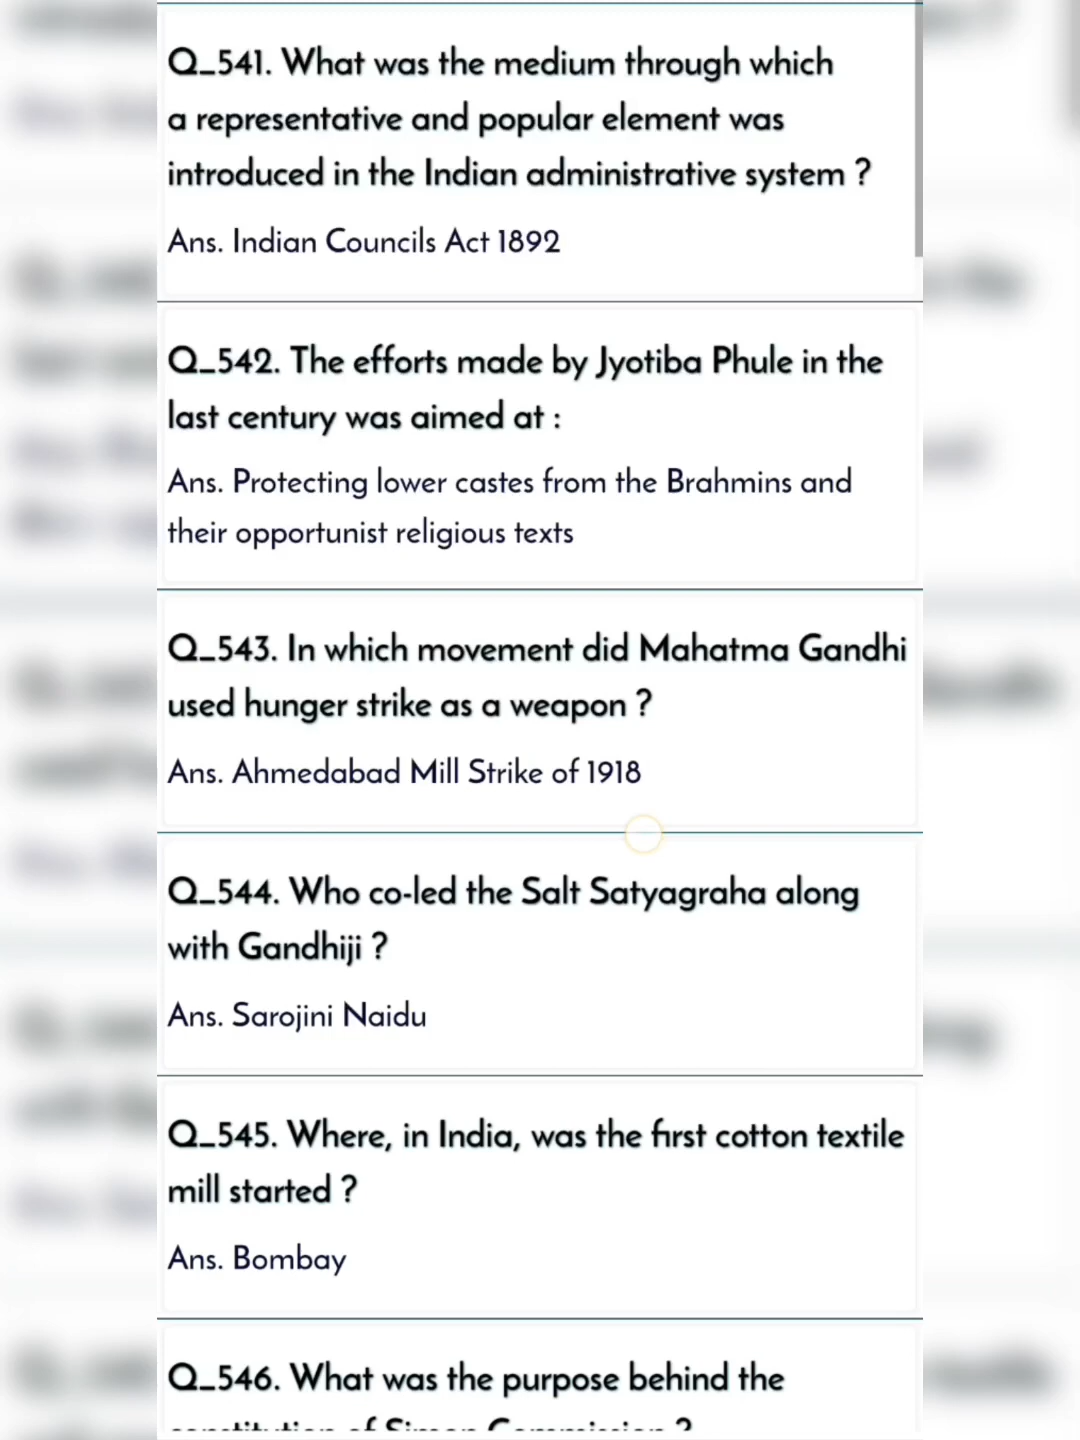 Q_541. What was the medium through which
a representative and popular element was
introduced in the Indian administrative system ?
Ans. Indian Councils Act 1892
Q_542. The efforts made by Jyotiba Phule in the
last century was aimed at :
Ans. Protecting lower castes from the Brahmins and
their opportunist religious texts
Q_543. In which movement did Mahatma Gandhi
used hunger strike as a weapon ?
Ans. Ahmedabad Mill Strike of 1918
Q_544. Who co-led the Salt Satyagraha along
with Gandhiji ?
Ans. Sarojini Naidu
Q_545. Where, in India, was the first cotton textile
mill started ?
Ans. Bombay
Q_546. What was the purpose behind the
constitution of Simon Commission ?